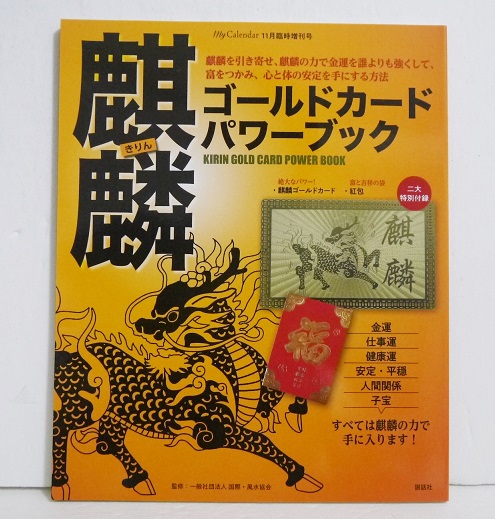 My Calendar 11月臨時増刊号
麒麟を引き寄せ、麒麟の力で金運を誰よりも強くして、
富をつかみ、心と体の安定を手にする方法
麒麟
きりん
ゴールドカード
パワーブック
KIRIN GOLD CARD POWER BOOK
絶大なパワー!
・麒麟ゴールドカード
富と吉祥の袋
・紅包
二大
特別付録
麒麟
福
金運
仕事運
健康運
安定・平穏
人間関係
子宝
すべては麒麟の力で
手に入ります!
監修：一般社団法人 国際・風水協会
説話社